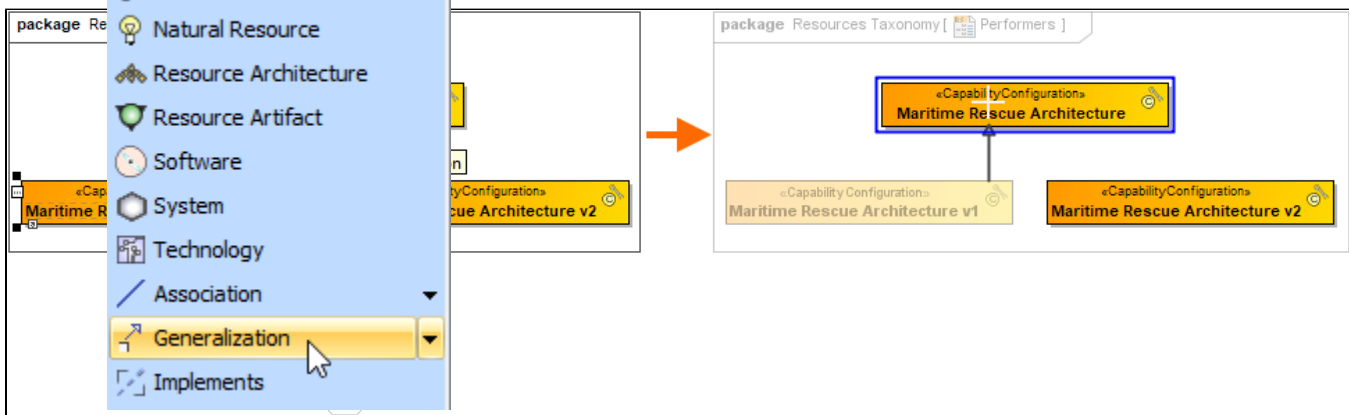 package Re
Natural Resource
Resource Architecture
Resource Artifact
Software
System
Technology
Association
Generalization
Implements
on
«Cap
Maritime R
tyConfiguration»
cue Architecture v2
package Resources Taxonomy [ Performers ]
«CapabilityConfiguration»
Maritime Rescue Architecture
«Capability Configuration»
Maritime Rescue Architecture v1
«CapabilityConfiguration»
Maritime Rescue Architecture v2